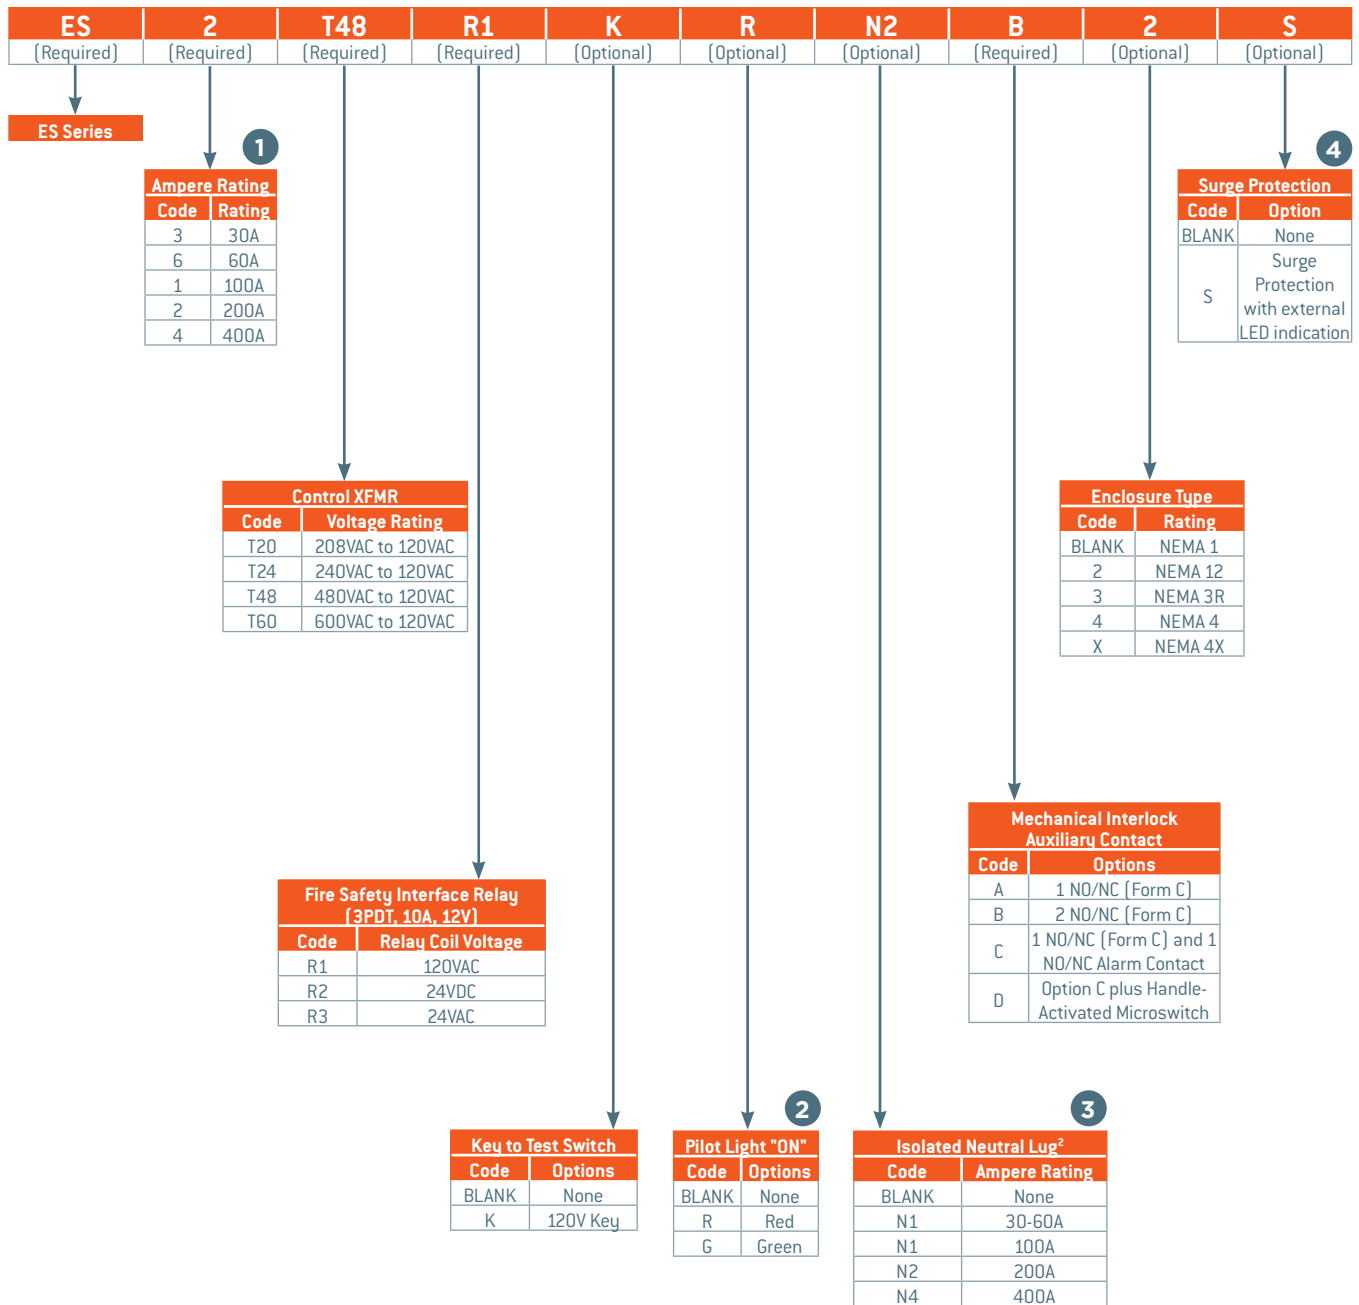 ES 2 T48 R1 K R N2 B 2 S
(Required) (Required) (Required) (Required) (Optional) (Optional) (Optional) (Required) (Optional) (Optional)
ES Series
1
Ampere Rating
Code Rating
3 30A
6 60A
1 100A
2 200A
4 400A
4
Surge Protection
Code Option
BLANK None
S Surge
Protection
with external
LED indication
Control XFMR
Code Voltage Rating
T20 208VAC to 120VAC
T24 240VAC to 120VAC
T48 480VAC to 120VAC
T60 600VAC to 120VAC
Enclosure Type
Code Rating
BLANK NEMA 1
2 NEMA 12
3 NEMA 3R
4 NEMA 4
X NEMA 4X
Fire Safety Interface Relay
(3PDT, 10A, 12V)
Code Relay Coil Voltage
R1 120VAC
R2 24VDC
R3 24VAC
Mechanical Interlock
Auxiliary Contact
Code Options
A 1 NO/NC (Form C)
B 2 NO/NC (Form C)
C 1 NO/NC (Form C) and 1
NO/NC Alarm Contact
D Option C plus Handle-
Activated Microswitch
Key to Test Switch
Code Options
BLANK None
K 120V Key
2
Pilot Light "ON"
Code Options
BLANK None
R Red
G Green
3
Isolated Neutral Lug²
Code Ampere Rating
BLANK None
N1 30-60A
N1 100A
N2 200A
N4 400A